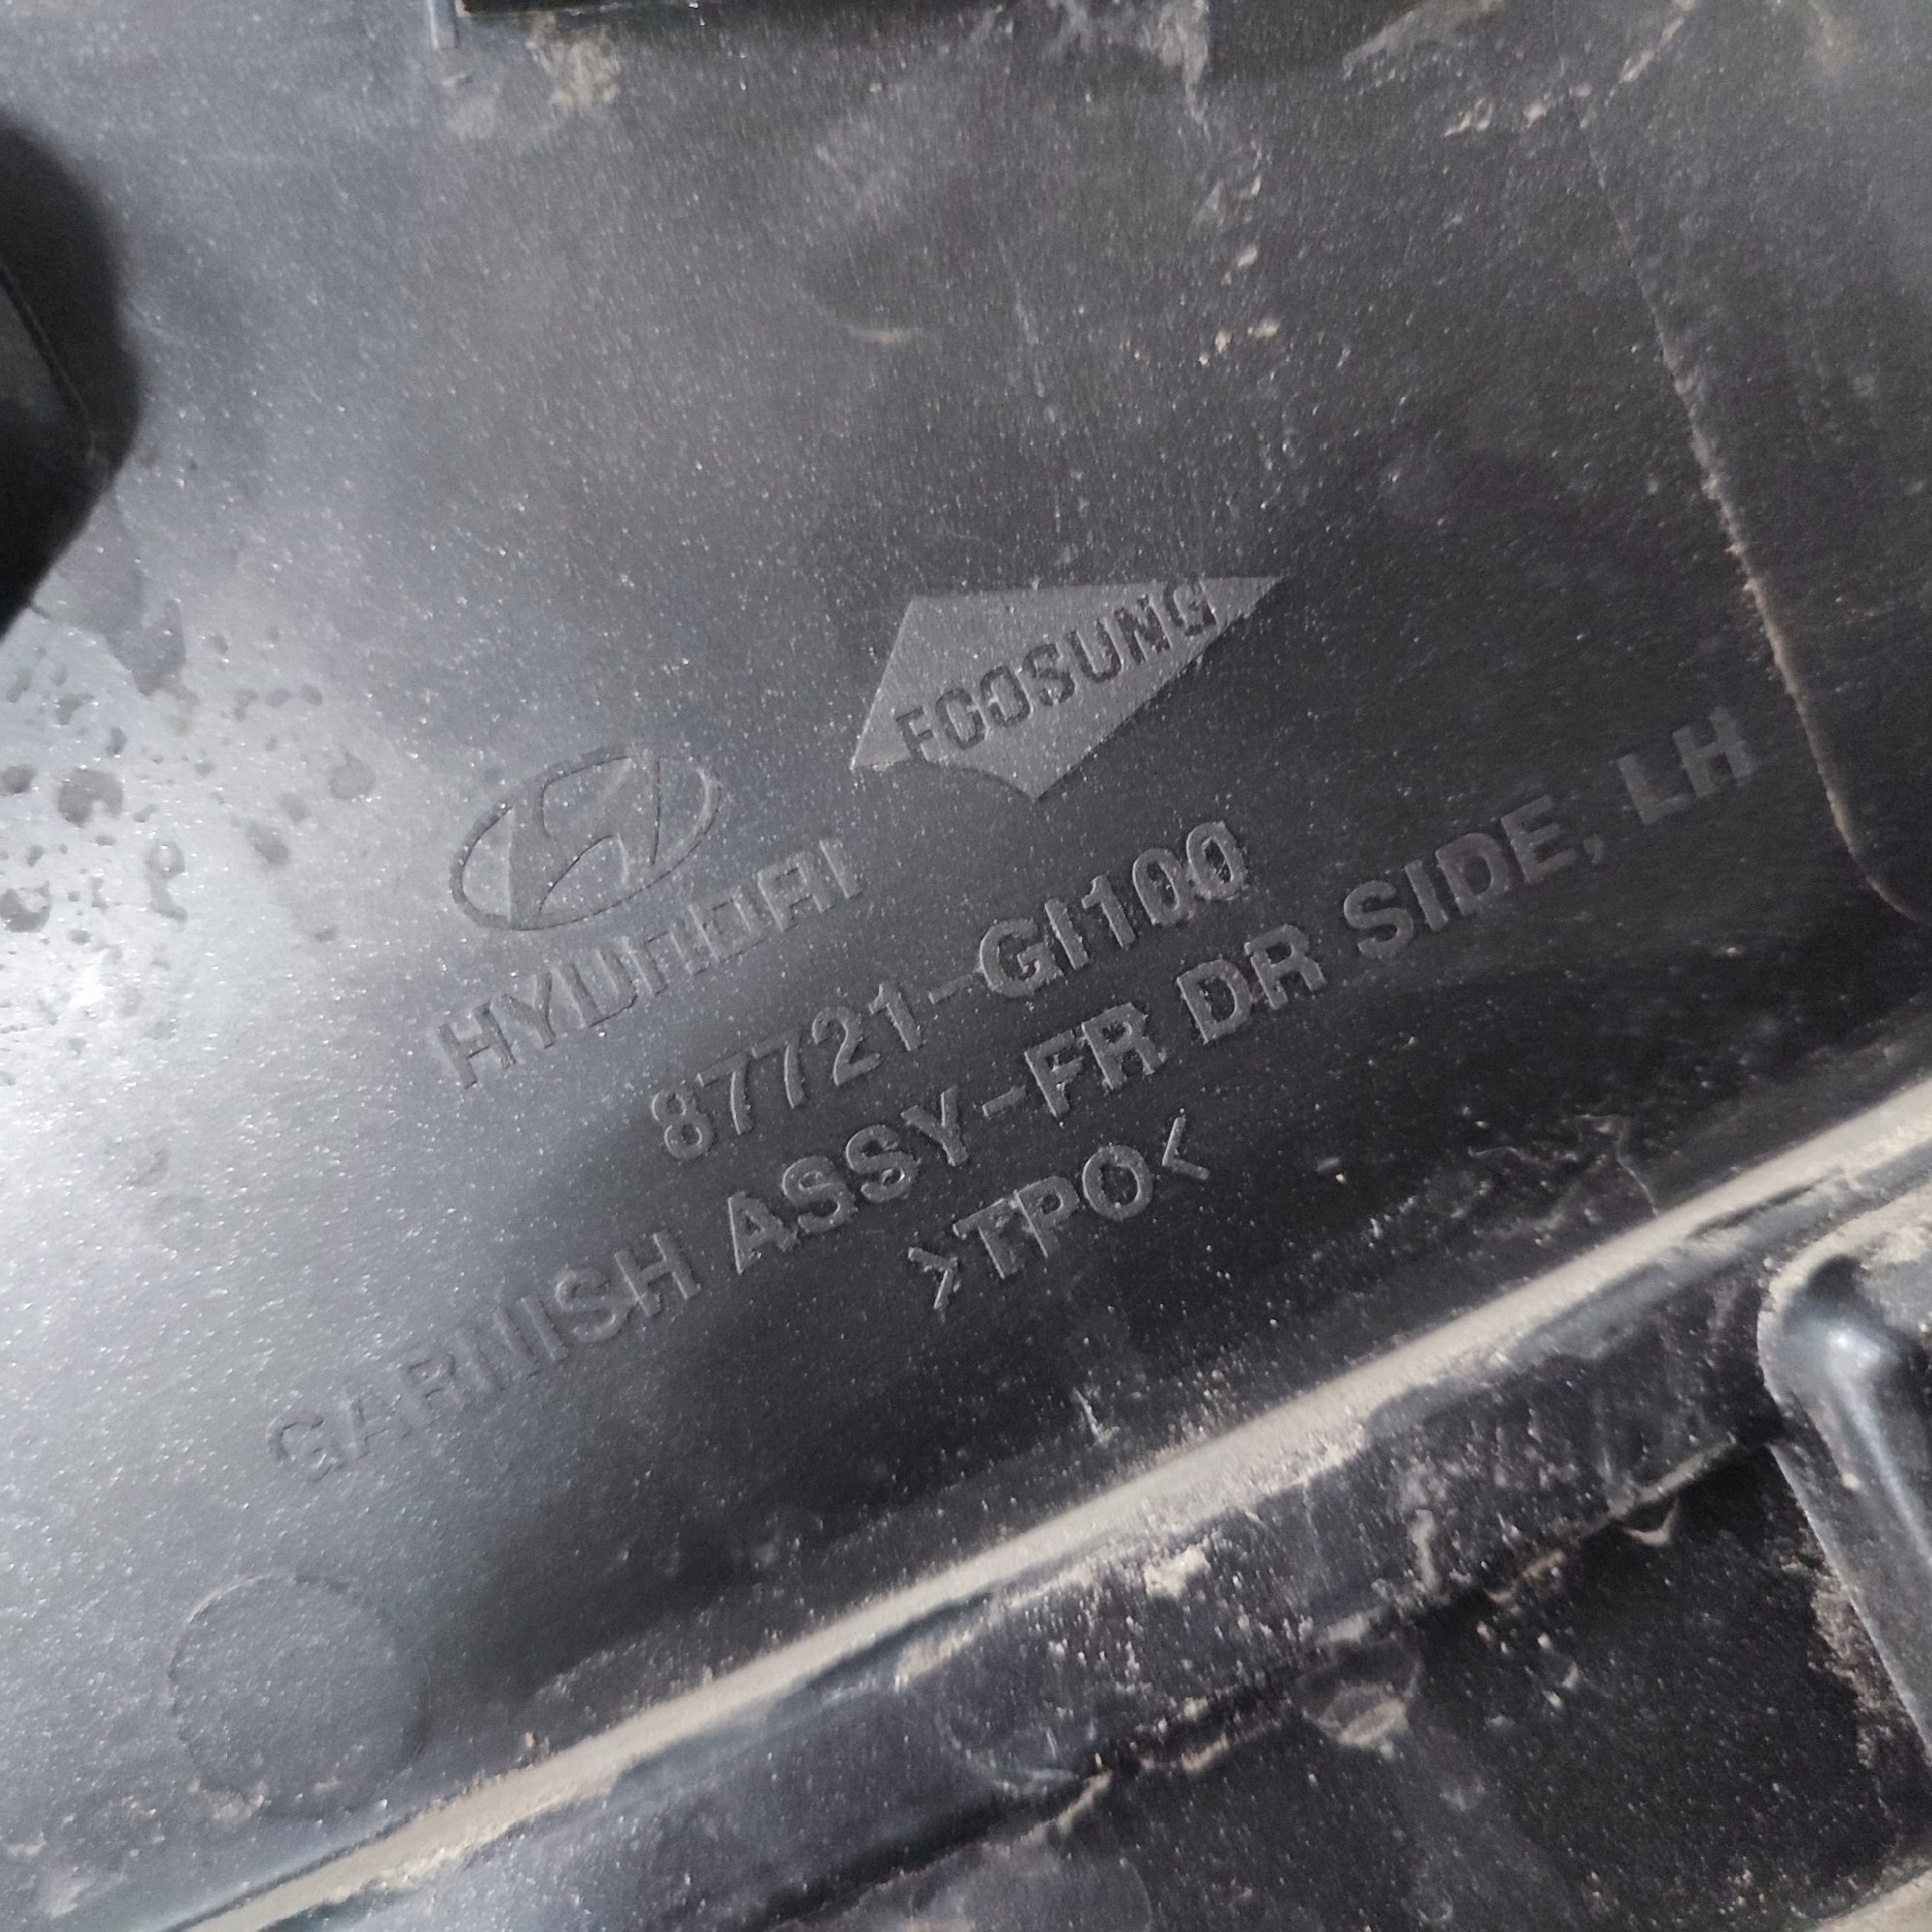 ECOSUNG
HYUNDAI
87721-GI100
GARNISH ASSY-FR DR SIDE, LH
>TPO<